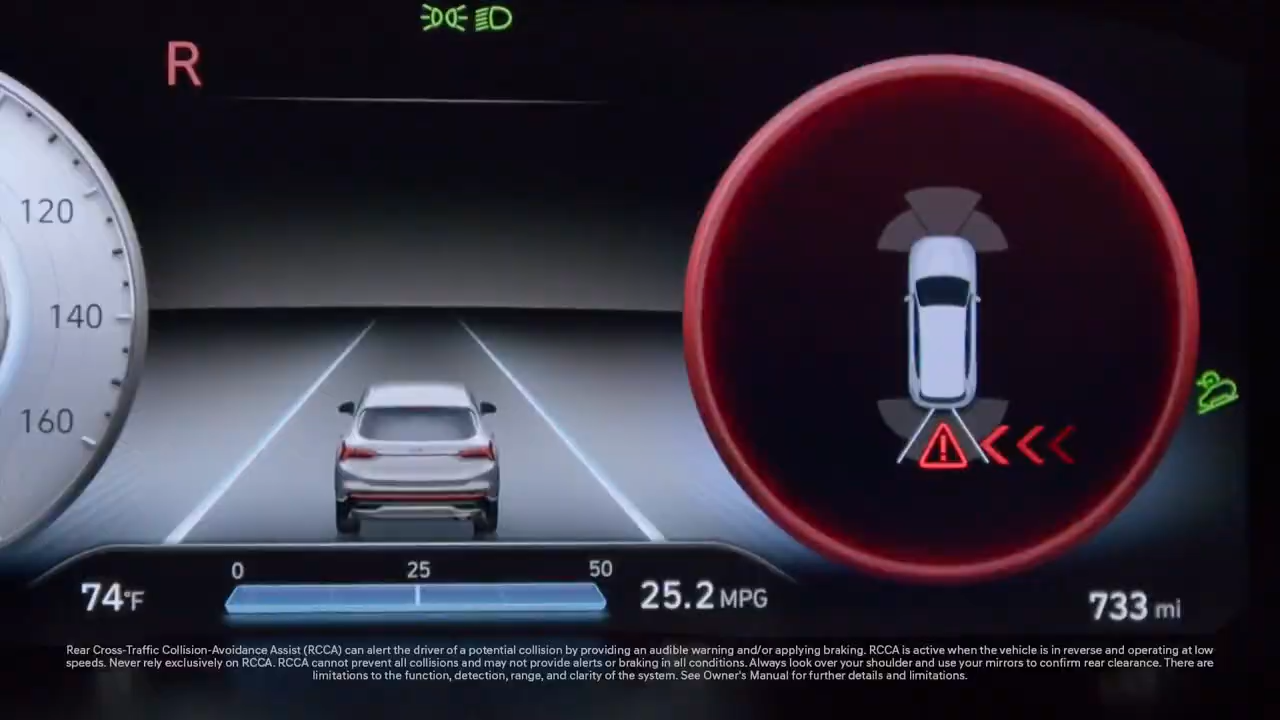 R
120
140
160
0 25 50
74°F
25.2 MPG
733 mi
Rear Cross-Traffic Collision-Avoidance Assist (RCCA) can alert the driver of a potential collision by providing an audible warning and/or applying braking. RCCA is active when the vehicle is in reverse and operating at low
speeds. Never rely exclusively on RCCA. RCCA cannot prevent all collisions and may not provide alerts or braking in all conditions. Always look over your shoulder and use your mirrors to confirm rear clearance. There are
limitations to the function, detection, range, and clarity of the system. See Owner's Manual for further details and limitations.